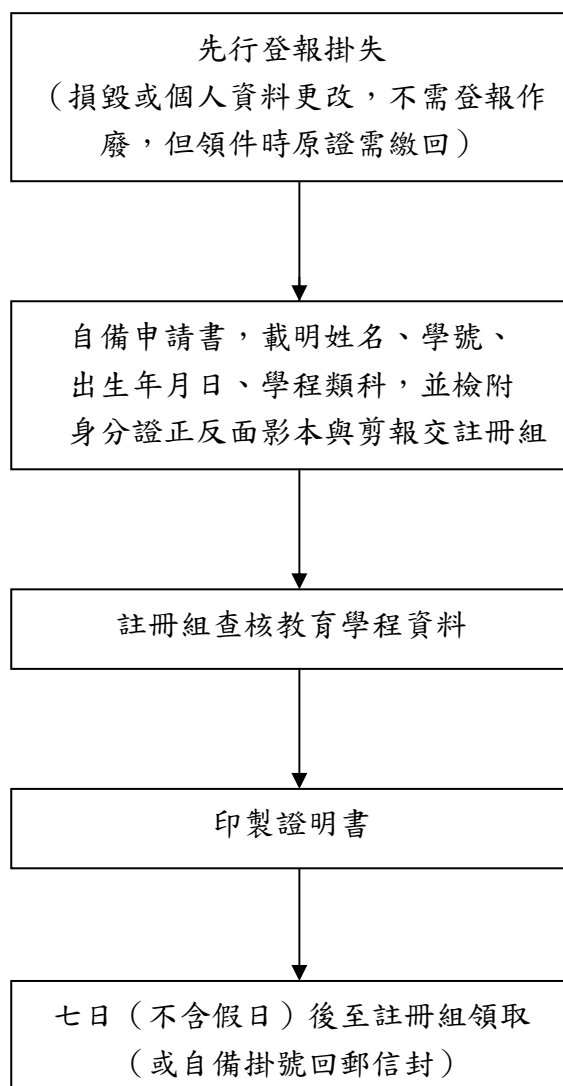 先行登報掛失
（損毀或個人資料更改，不需登報作
廢，但領件時原證需繳回）
自備申請書，載明姓名、學號、
出生年月日、學程類科，並檢附
身分證正反面影本與剪報交註冊組
註冊組查核教育學程資料
印製證明書
七日（不含假日）後至註冊組領取
（或自備掛號回郵信封）